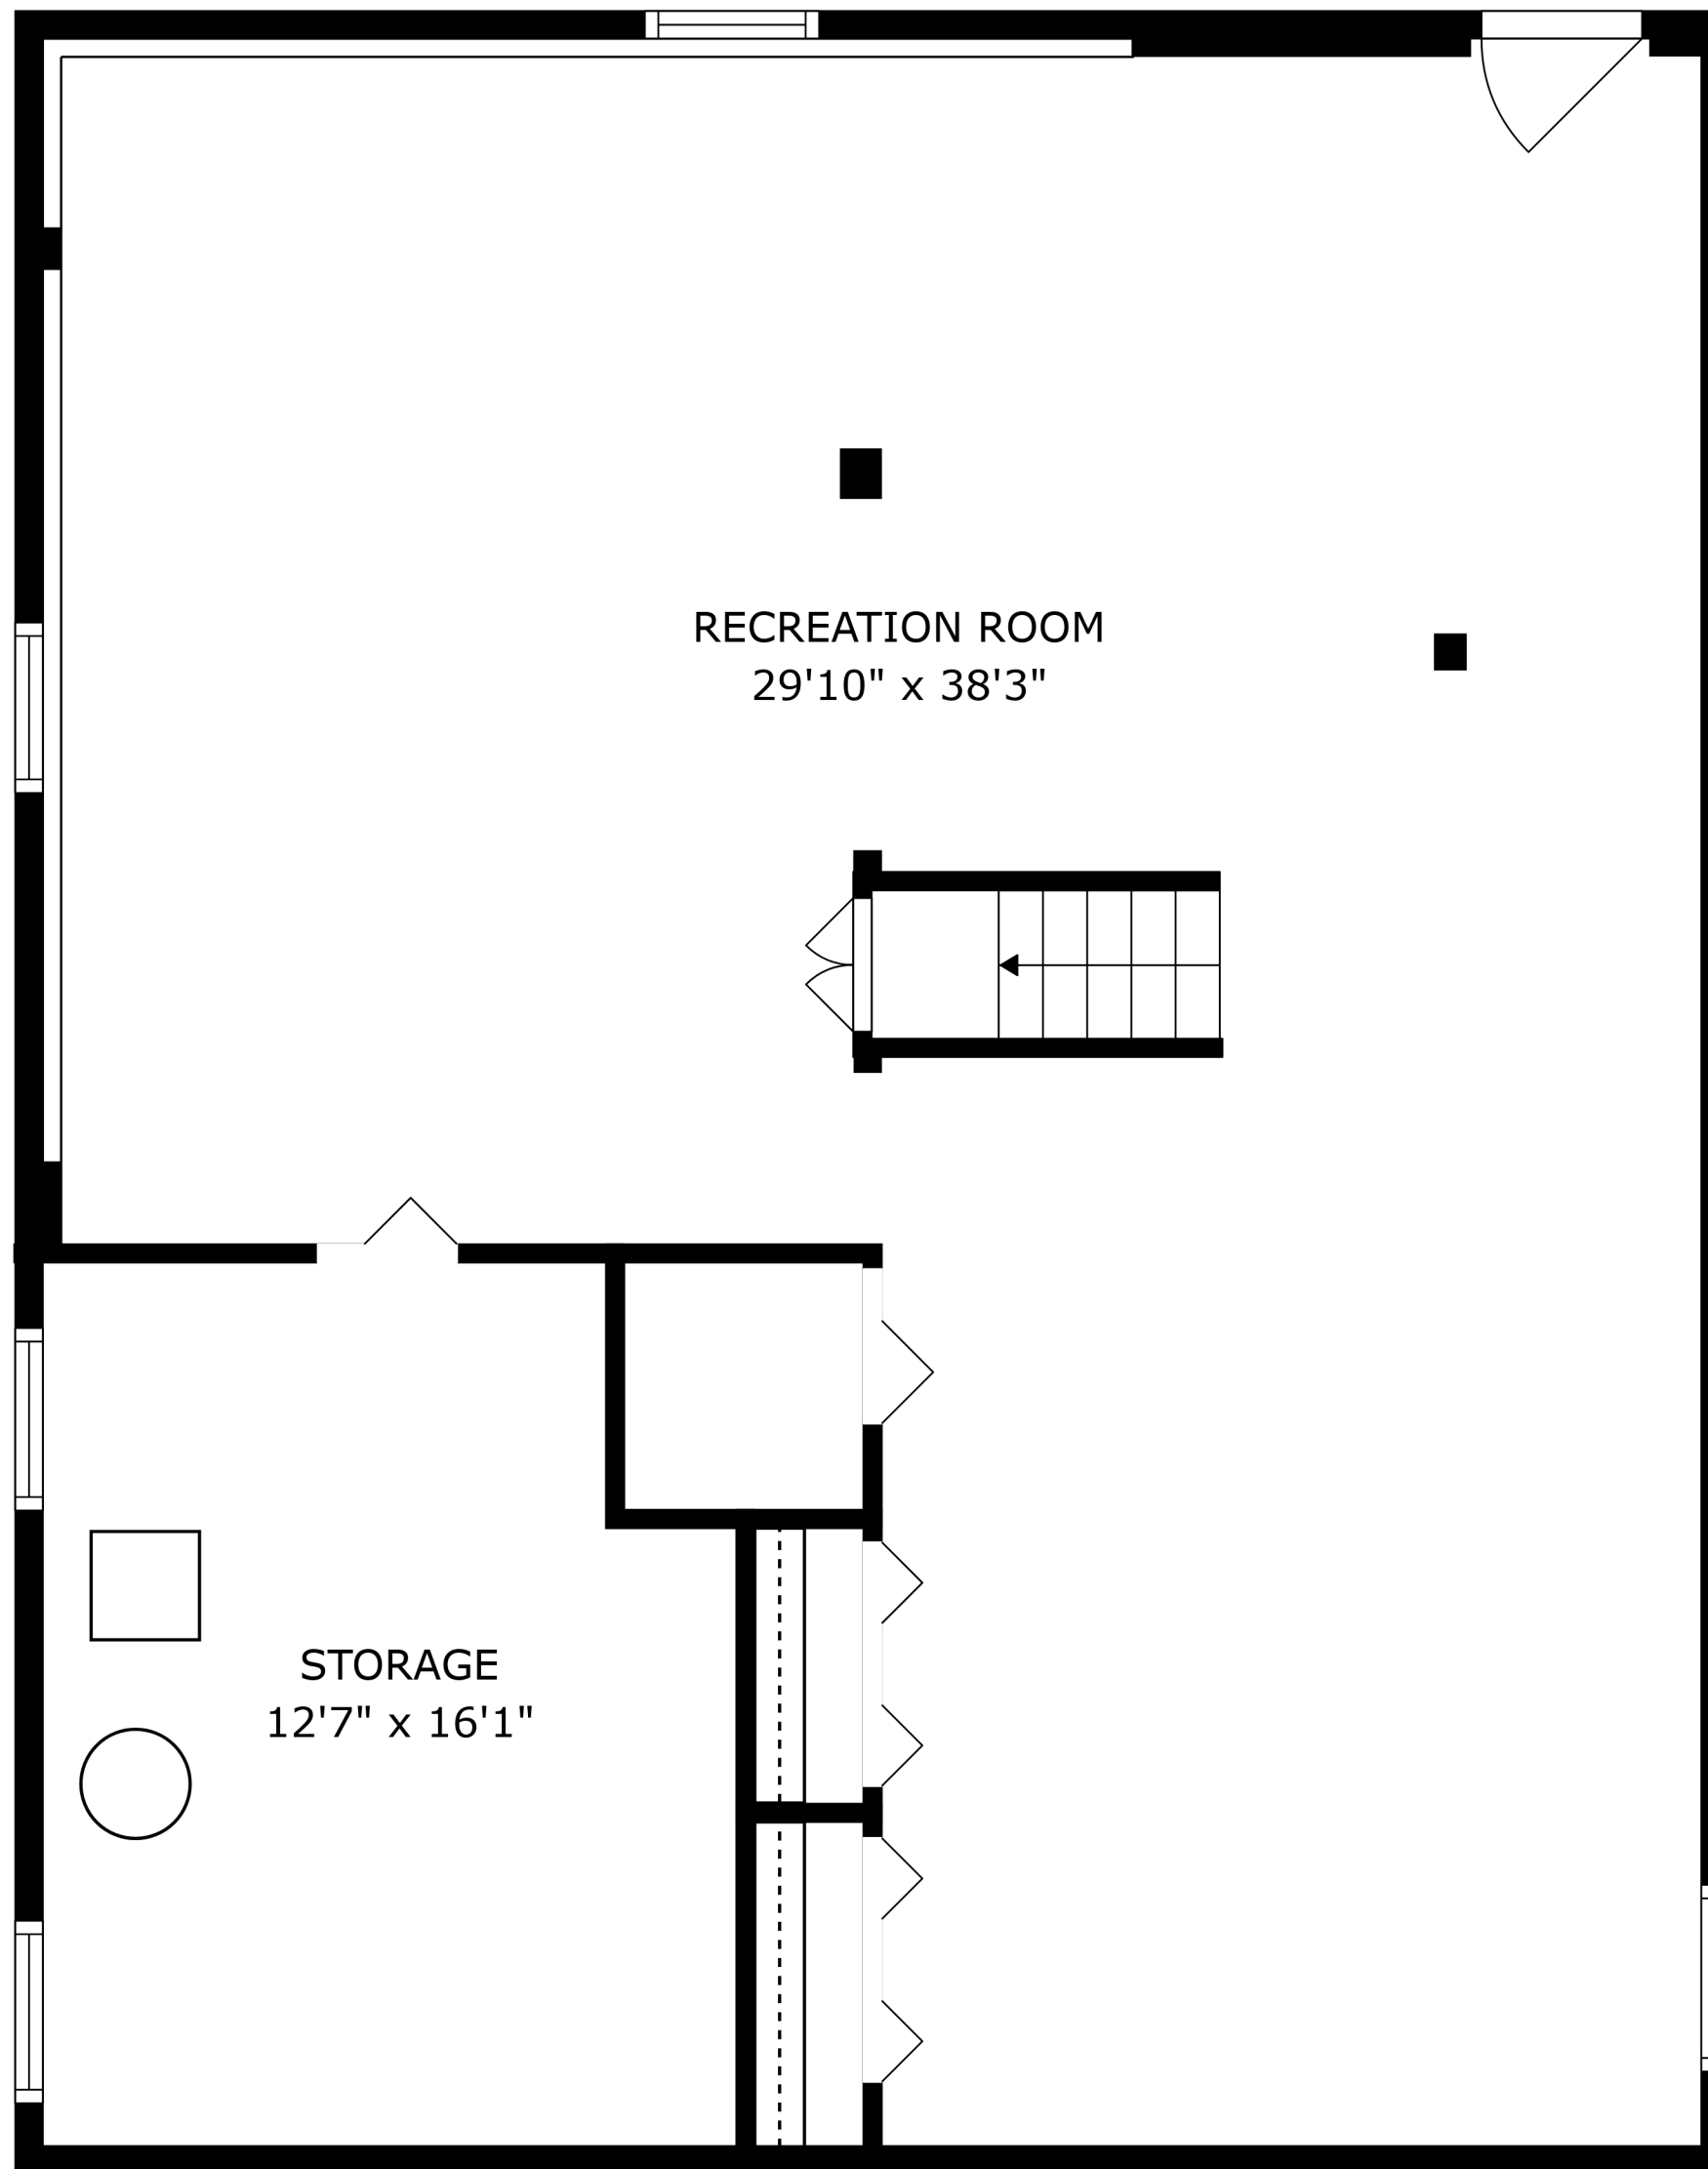 RECREATION ROOM
29'10" x 38'3"
STORAGE
12'7" x 16'1"